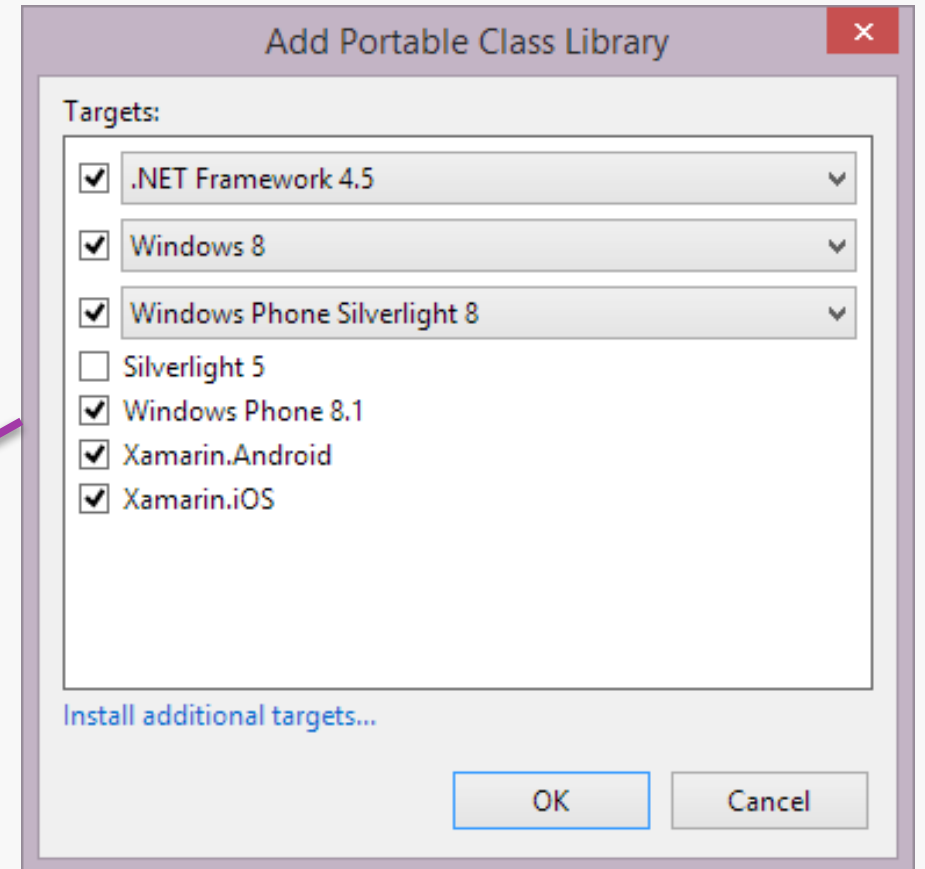 Add Portable Class Library
Targets:
.NET Framework 4.5
Windows 8
Windows Phone Silverlight 8
Silverlight 5
Windows Phone 8.1
Xamarin.Android
Xamarin.iOS
Install additional targets...
OK Cancel